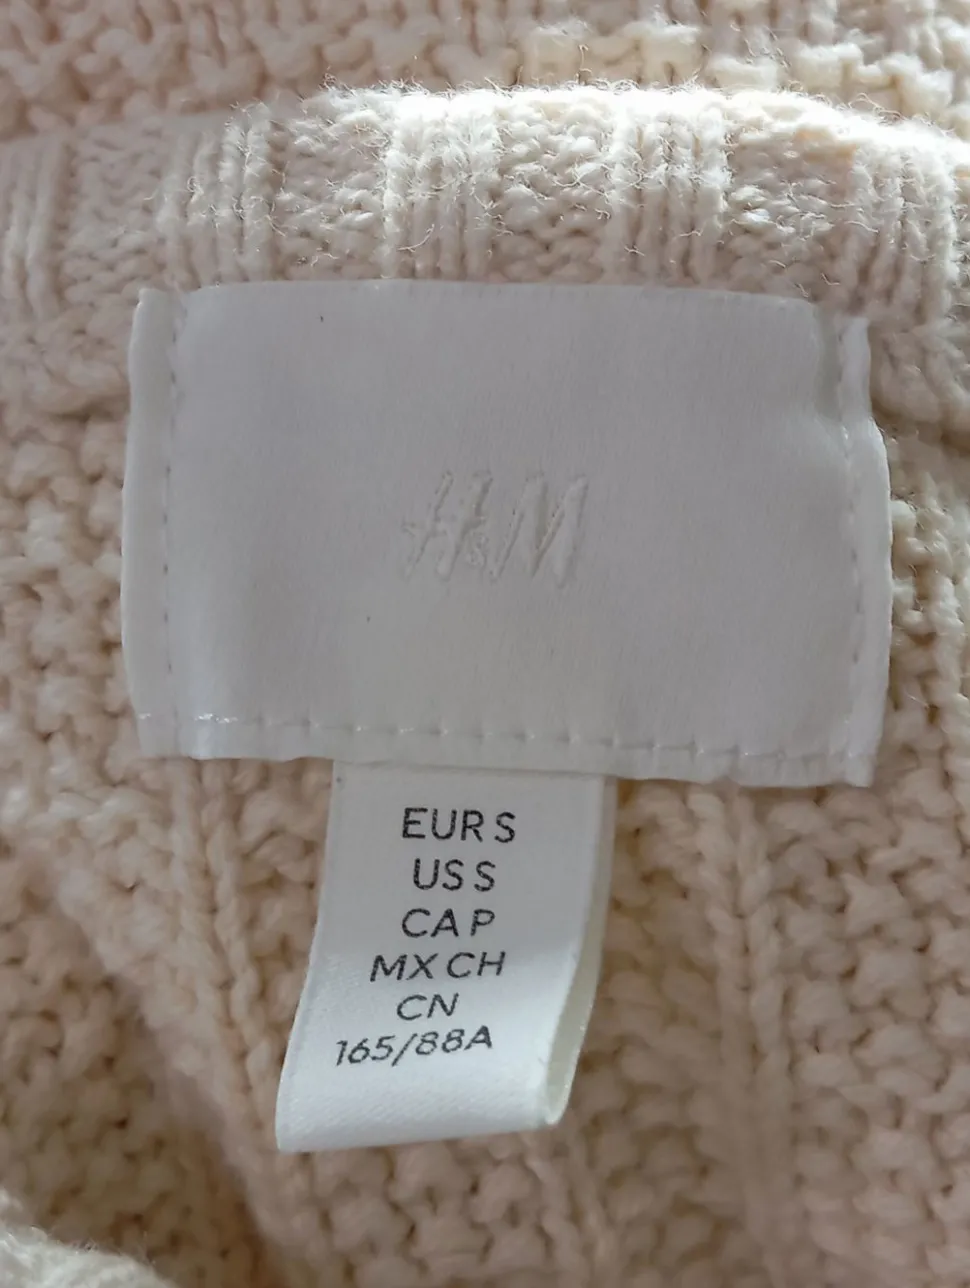 H&M
EUR S
US S
CA P
MX CH
CN
165/88A